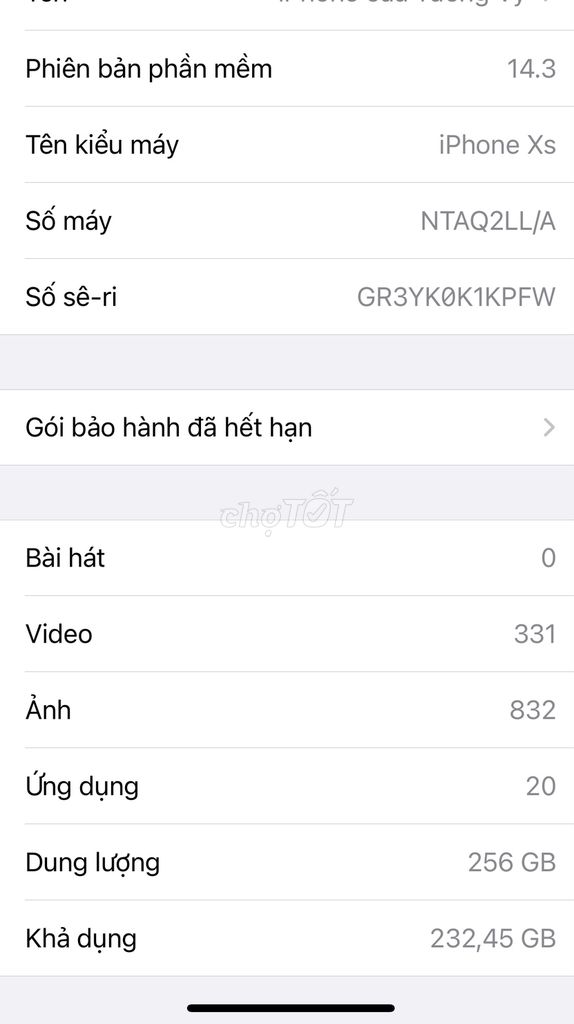 Phiên bản phần mềm 14.3
Tên kiểu máy iPhone Xs
Số máy NTAQ2LL/A
Số sê-ri GR3YK0K1KPFW
Gói bảo hành đã hết hạn
chợTỐT
Bài hát 0
Video 331
Ảnh 832
Ứng dụng 20
Dung lượng 256 GB
Khả dụng 232,45 GB